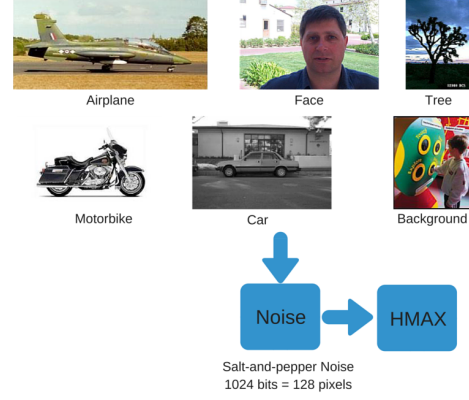 Airplane
Face
Tree
Motorbike
Car
Background
Noise
HMAX
Salt-and-pepper Noise
1024 bits = 128 pixels